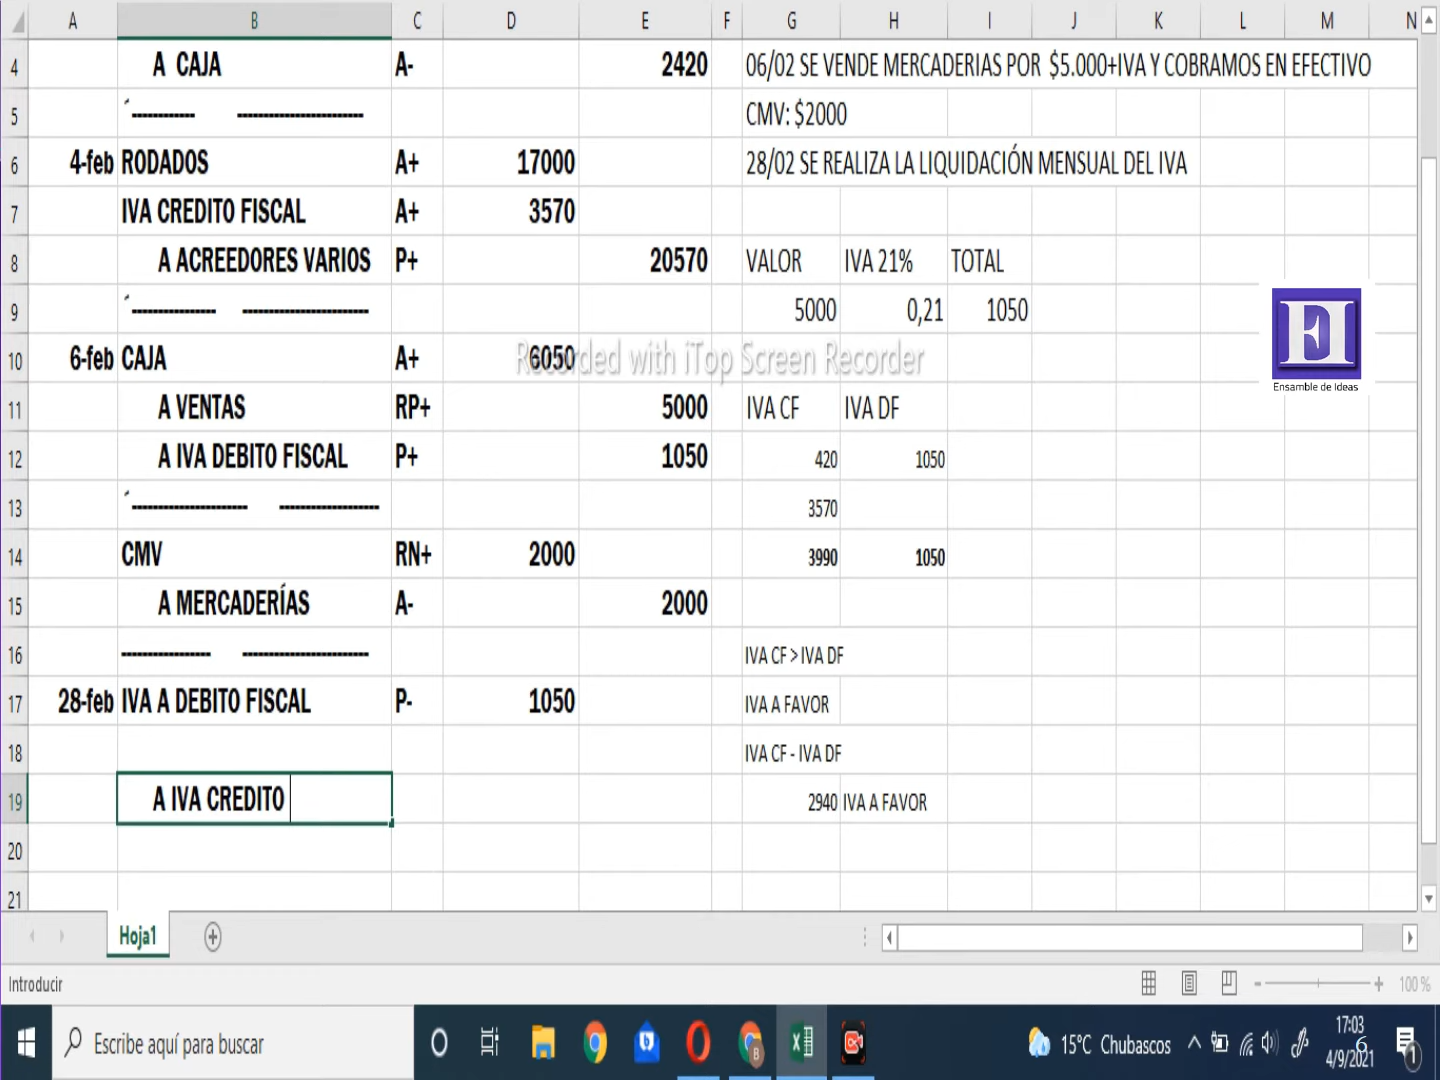 A B C D E F G H I J K L M N
4 A CAJA A- 2420 06/02 SE VENDE MERCADERIAS POR $5.000+IVA Y COBRAMOS EN EFECTIVO
5 ´------------ ------------------------ CMV: $2000
6 4-feb RODADOS A+ 17000 28/02 SE REALIZA LA LIQUIDACIÓN MENSUAL DEL IVA
7 IVA CREDITO FISCAL A+ 3570
8 A ACREEDORES VARIOS P+ 20570 VALOR IVA 21% TOTAL
9 ´---------------- ------------------------ 5000 0,21 1050
10 6-feb CAJA A+ 6050
Recorded with iTop Screen Recorder
11 A VENTAS RP+ 5000 IVA CF IVA DF
12 A IVA DEBITO FISCAL P+ 1050 420 1050
13 ´---------------------- ------------------- 3570
14 CMV RN+ 2000 3990 1050
15 A MERCADERÍAS A- 2000
16 ----------------- ------------------------ IVA CF > IVA DF
17 28-feb IVA A DEBITO FISCAL P- 1050 IVA A FAVOR
18 IVA CF - IVA DF
19 A IVA CREDITO 2940 IVA A FAVOR
20
21
EI
Ensamble de Ideas
Hoja1
Introducir
100 %
Escribe aquí para buscar
15°C Chubascos
17:03
4/9/2021
6
1